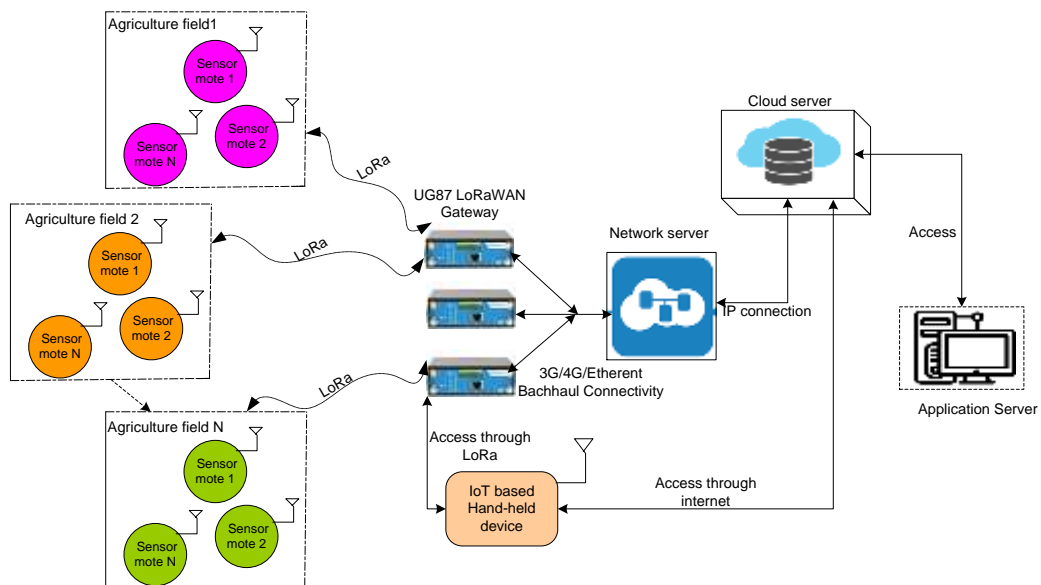 Agriculture field1
Sensor
mote 1
Sensor
mote 2
Sensor
mote N
LoRa
Agriculture field 2
Sensor
mote 1
Sensor
mote 2
Sensor
mote N
LoRa
Agriculture field N
Sensor
mote 1
Sensor
mote 2
Sensor
mote N
LoRa
UG87 LoRaWAN
Gateway
Network server
3G/4G/Etherent
Bachhaul Connectivity
IP connection
Cloud server
Access
Application Server
Access through
LoRa
IoT based
Hand-held
device
Access through
internet